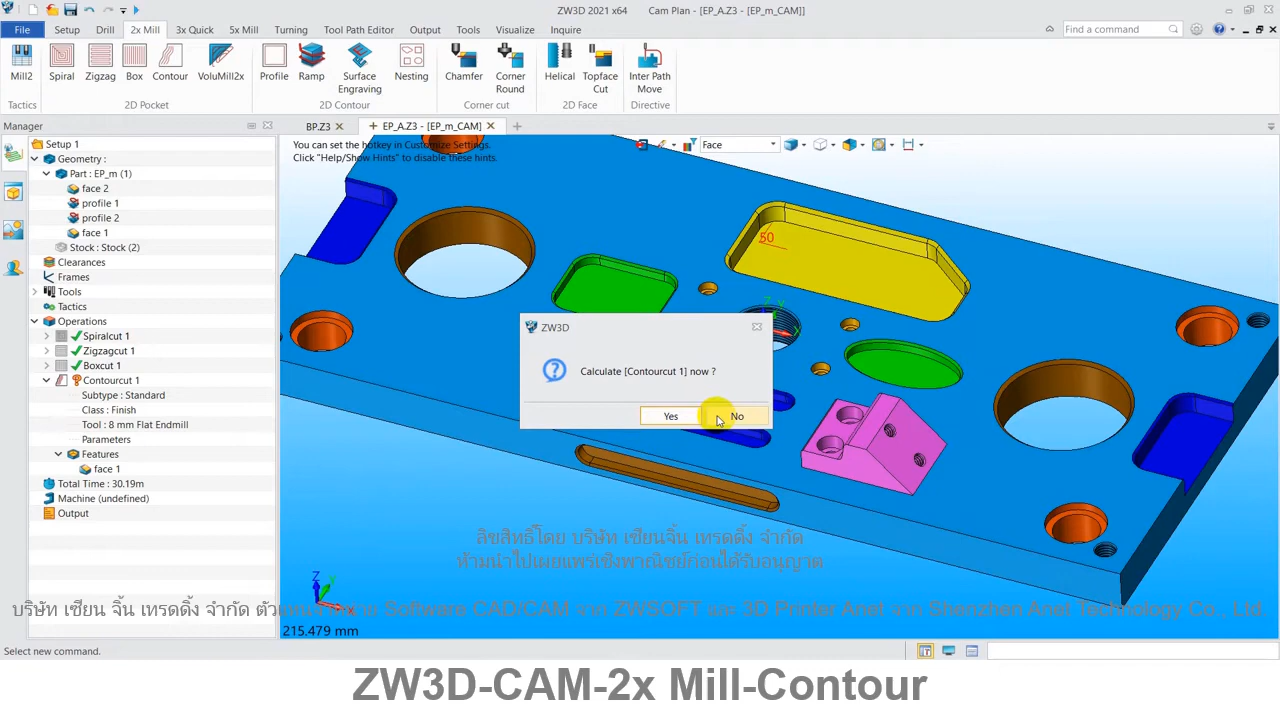 ZW3D 2021 x64 Cam Plan - [EP_A.Z3 - [EP_m_CAM]]
File Setup Drill 2x Mill 3x Quick 5x Mill Turning Tool Path Editor Output Tools Visualize Inquire Find a command
Mill2 Spiral Zigzag Box Contour VoluMill2x Profile Ramp Surface Engraving Nesting Chamfer Corner Round Helical Topface Cut Inter Path Move
Tactics 2D Pocket 2D Contour Corner cut 2D Face Directive
Manager BP.Z3 EP_A.Z3 - [EP_m_CAM]
You can set the hotkey in Customize Settings.
Click "Help/Show Hints" to disable these hints.
Face
Setup 1
Geometry :
Part : EP_m (1)
face 2
profile 1
profile 2
face 1
Stock : Stock (2)
Clearances
Frames
Tools
Tactics
Operations
Spiralcut 1
Zigzagcut 1
Boxcut 1
Contourcut 1
Subtype : Standard
Class : Finish
Tool : 8 mm Flat Endmill
Parameters
Features
face 1
Total Time : 30.19m
Machine (undefined)
Output
50
ZW3D
Calculate [Contourcut 1] now ?
Yes No
ลิขสิทธิ์โดย บริษัท เซียนจิ้น เทรดดิ้ง จำกัด
ห้ามนำไปเผยแพร่เชิงพาณิชย์ก่อนได้รับอนุญาต
บริษัท เซียน จิ้น เทรดดิ้ง จำกัด ตัวแทนจำหน่าย Software CAD/CAM จาก ZWSOFT และ 3D Printer Anet จาก Shenzhen Anet Technology Co., Ltd.
215.479 mm
Select new command.
ZW3D-CAM-2x Mill-Contour